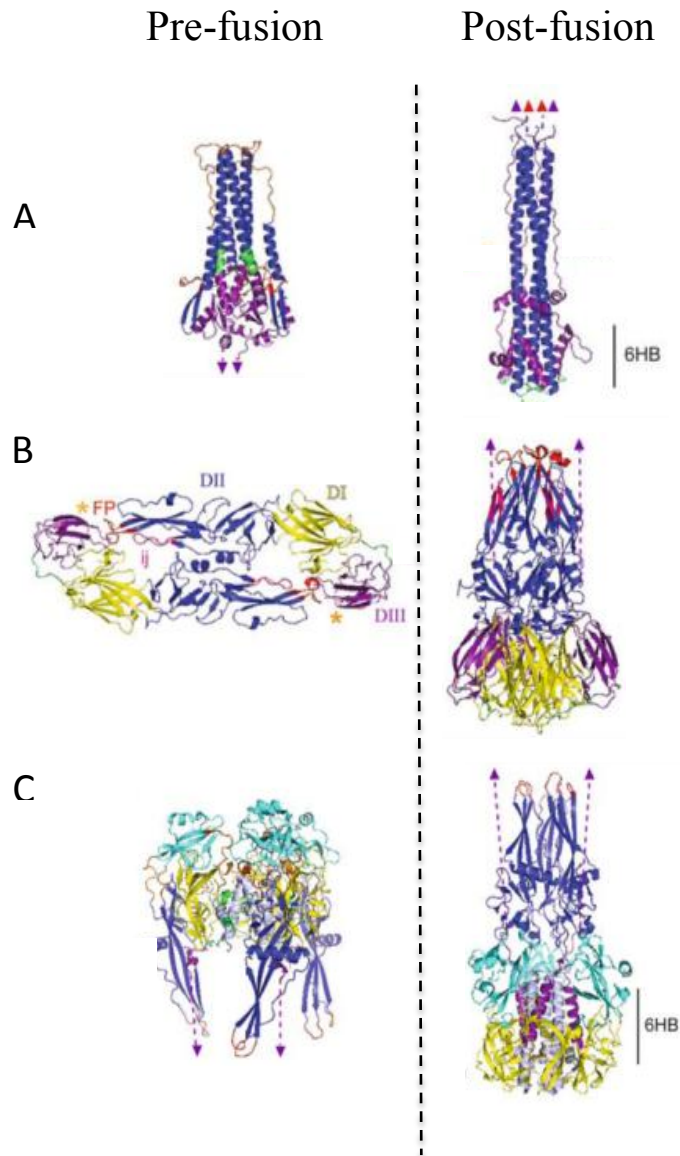 Pre-fusion Post-fusion
A
6HB
B
DII DI
* FP
ij
* DIII
C
6HB